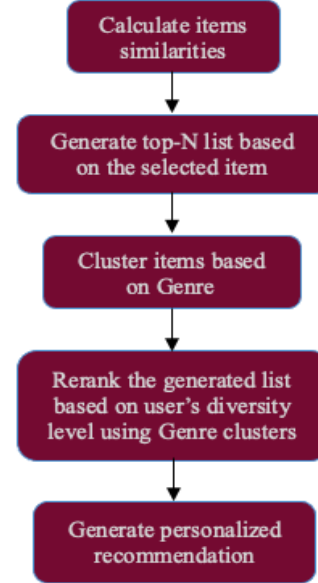 Calculate items
similarities
Generate top-N list based
on the selected item
Cluster items based
on Genre
Rerank the generated list
based on user's diversity
level using Genre clusters
Generate personalized
recommendation